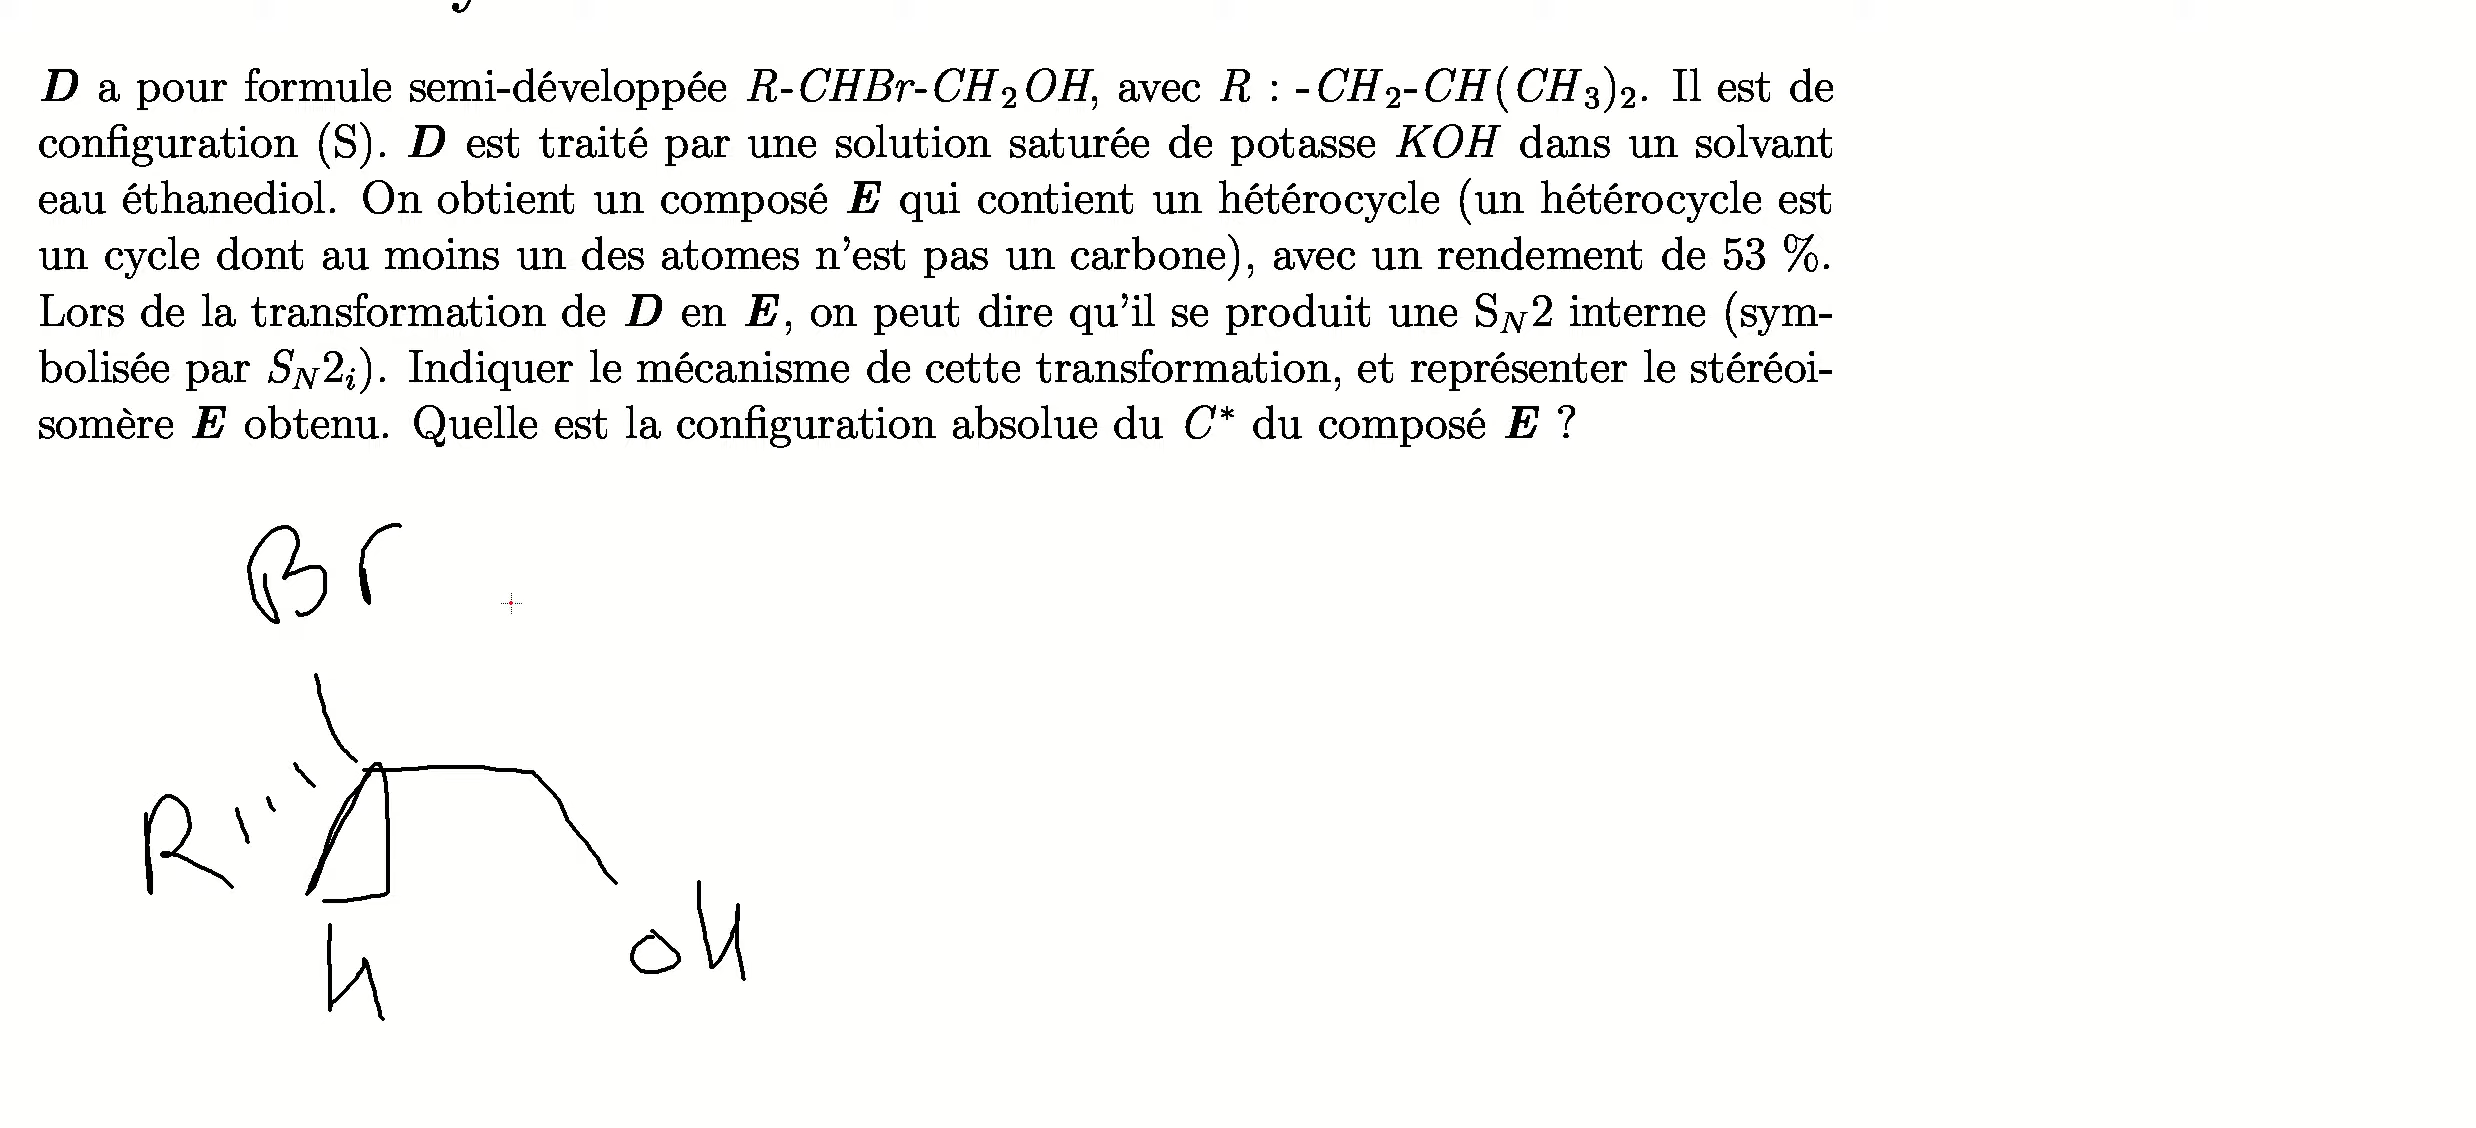 D a pour formule semi-développée R-CHBr-CH₂OH, avec R : -CH₂-CH(CH₃)₂. Il est de
configuration (S). D est traité par une solution saturée de potasse KOH dans un solvant
eau éthanediol. On obtient un composé E qui contient un hétérocycle (un hétérocycle est
un cycle dont au moins un des atomes n'est pas un carbone), avec un rendement de 53 %.
Lors de la transformation de D en E, on peut dire qu'il se produit une S_N2 interne (sym-
bolisée par S_N2ᵢ). Indiquer le mécanisme de cette transformation, et représenter le stéréoi-
somère E obtenu. Quelle est la configuration absolue du C* du composé E ?
Br
R
H
OH